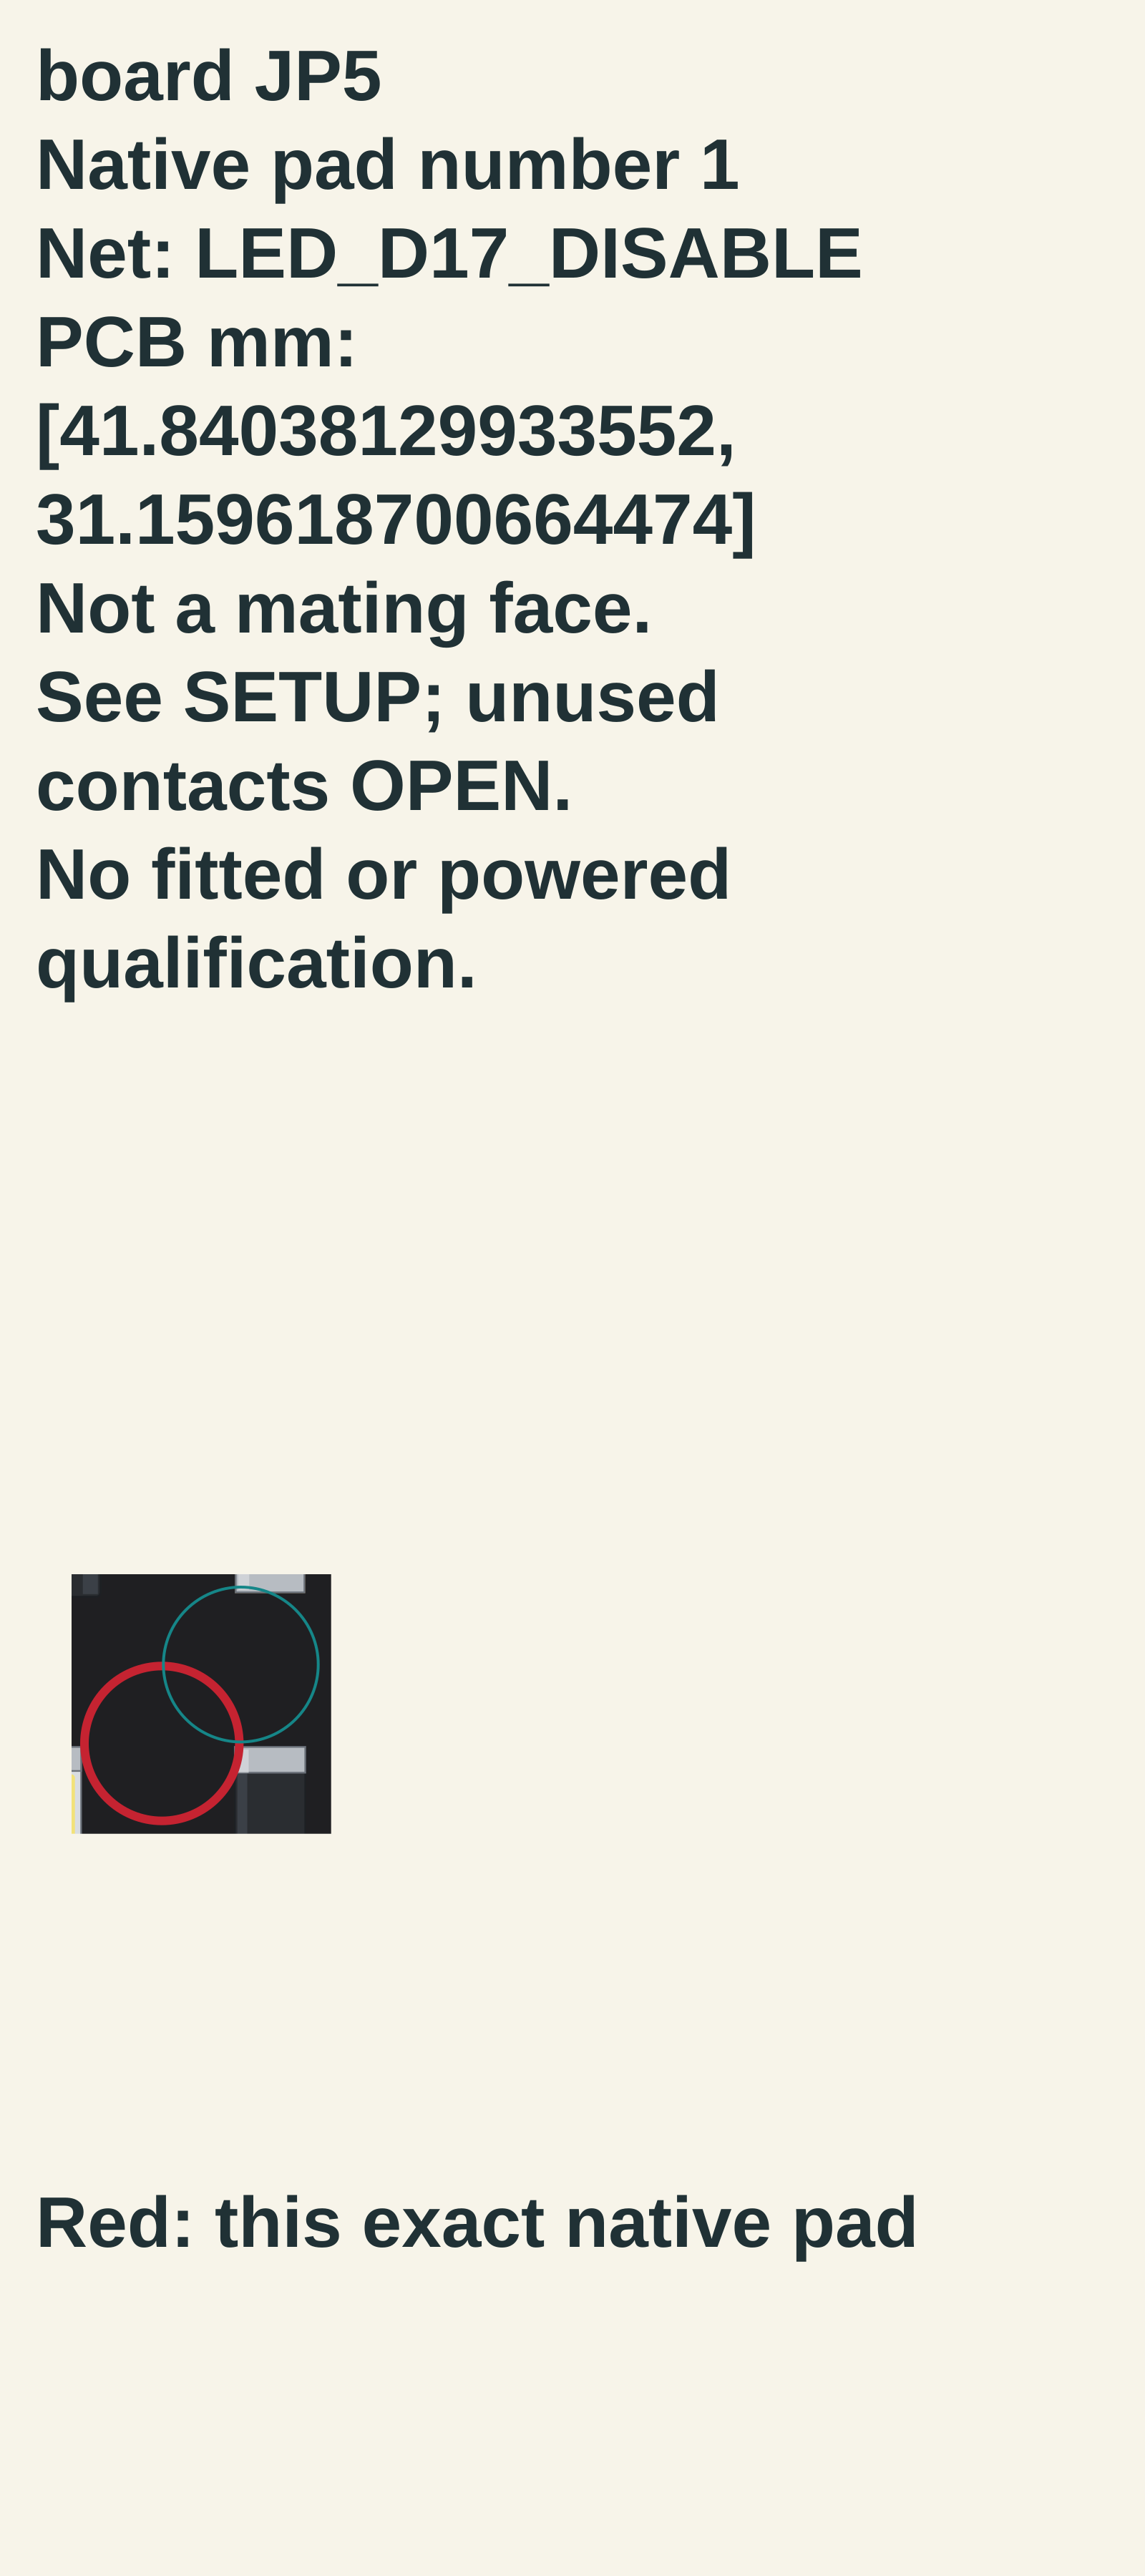 board JP5
Native pad number 1
Net: LED_D17_DISABLE
PCB mm:
[41.84038129933552,
31.159618700664474]
Not a mating face.
See SETUP; unused
contacts OPEN.
No fitted or powered
qualification.
Red: this exact native pad